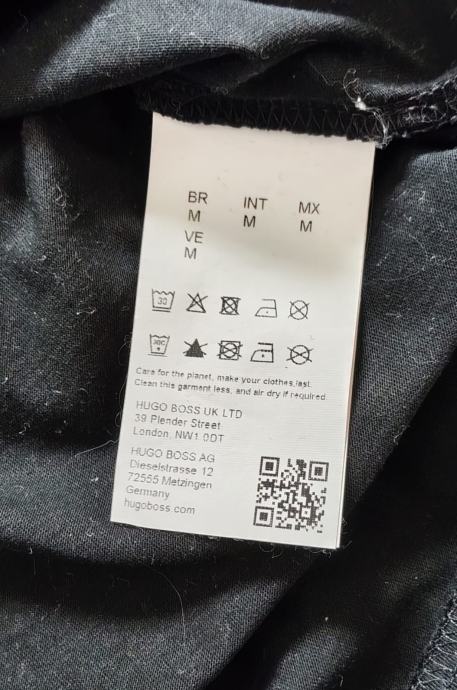 BR INT MX
M M M
VE
M
30
30C
Care for the planet, make your clothes last.
Clean this garment less, and air dry if required.
HUGO BOSS UK LTD
39 Plender Street
London, NW1 0DT
HUGO BOSS AG
Dieselstrasse 12
72555 Metzingen
Germany
hugoboss.com